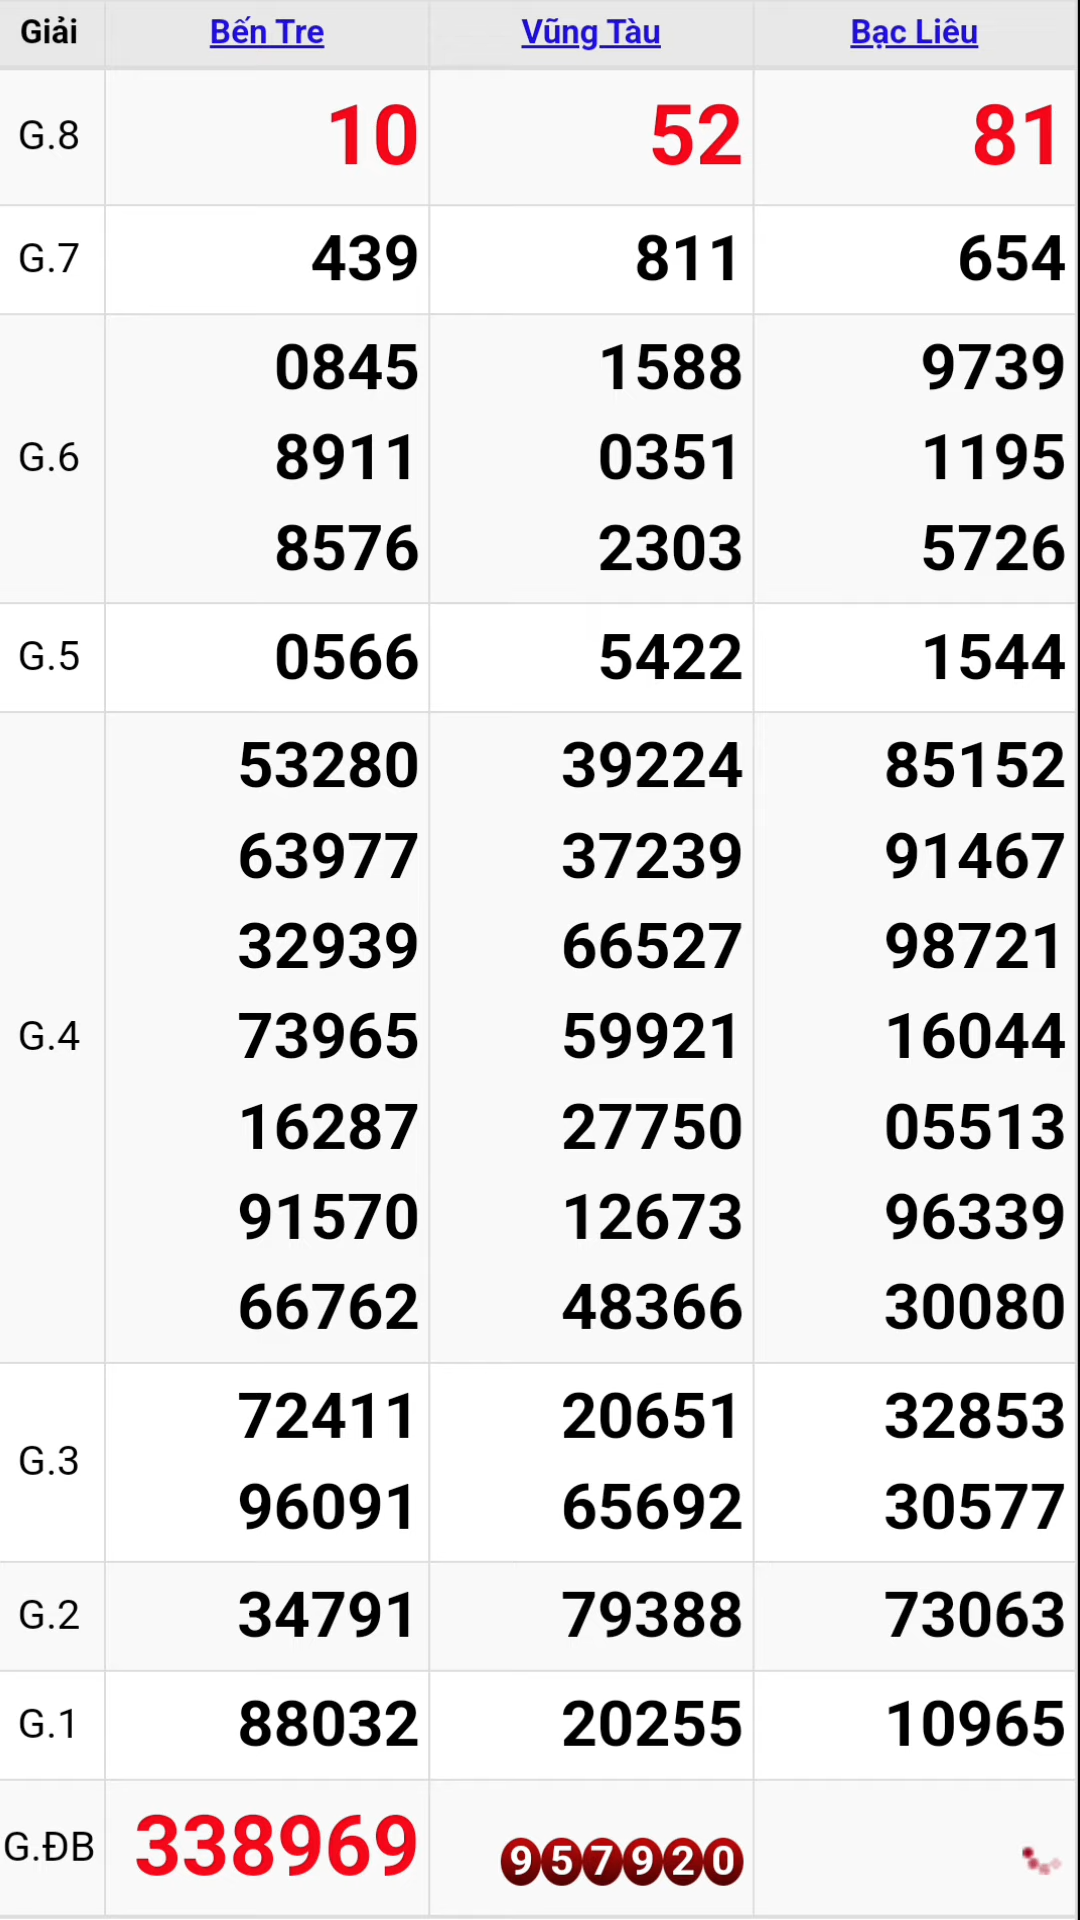 Giải Bến Tre Vũng Tàu Bạc Liêu
G.8 10 52 81
G.7 439 811 654
0845 1588 9739
G.6 8911 0351 1195
8576 2303 5726
G.5 0566 5422 1544
53280 39224 85152
63977 37239 91467
32939 66527 98721
G.4 73965 59921 16044
16287 27750 05513
91570 12673 96339
66762 48366 30080
72411 20651 32853
G.3
96091 65692 30577
G.2 34791 79388 73063
G.1 88032 20255 10965
G.ĐB 338969 957920